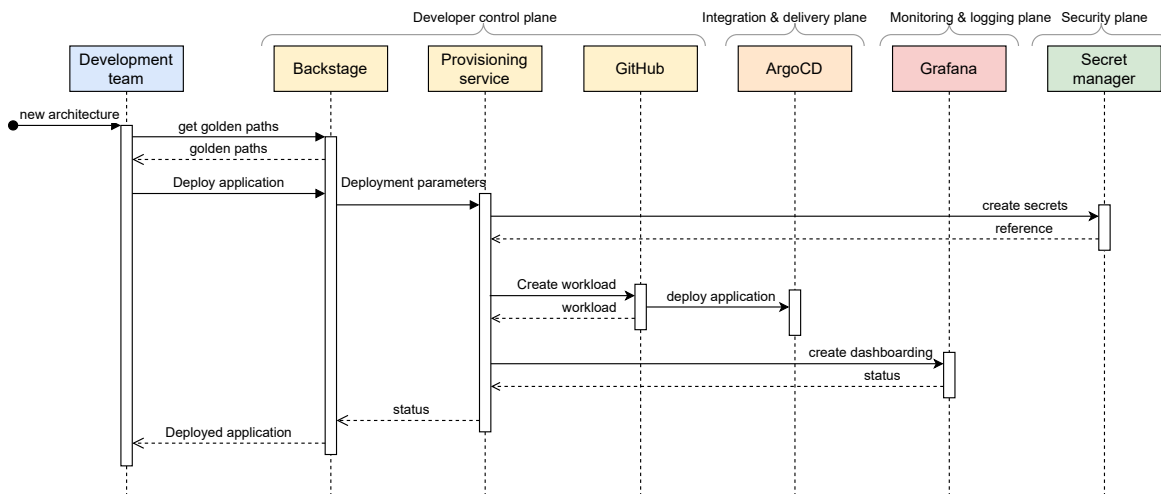 Developer control plane
Integration & delivery plane
Monitoring & logging plane
Security plane
Development
team
Backstage
Provisioning
service
GitHub
ArgoCD
Grafana
Secret
manager
new architecture
get golden paths
golden paths
Deploy application
Deployment parameters
create secrets
reference
Create workload
deploy application
workload
create dashboarding
status
status
Deployed application